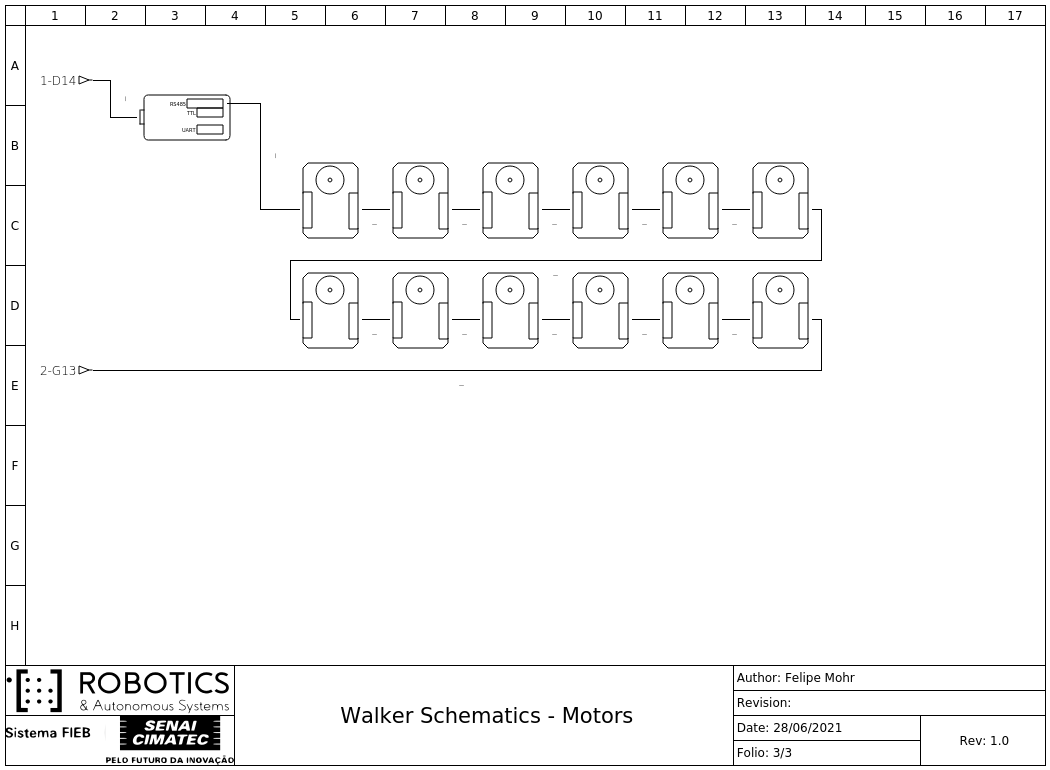 1 2 3 4 5 6 7 8 9 10 11 12 13 14 15 16 17
A
1-D14
RS485
TTL
B
UART
C
D
2-G13
E
F
G
H
ROBOTICS
& Autonomous Systems
Sistema FIEB
SENAI
CIMATEC
PELO FUTURO DA INOVAÇÃO
Walker Schematics - Motors
Author: Felipe Mohr
Revision:
Date: 28/06/2021
Folio: 3/3
Rev: 1.0